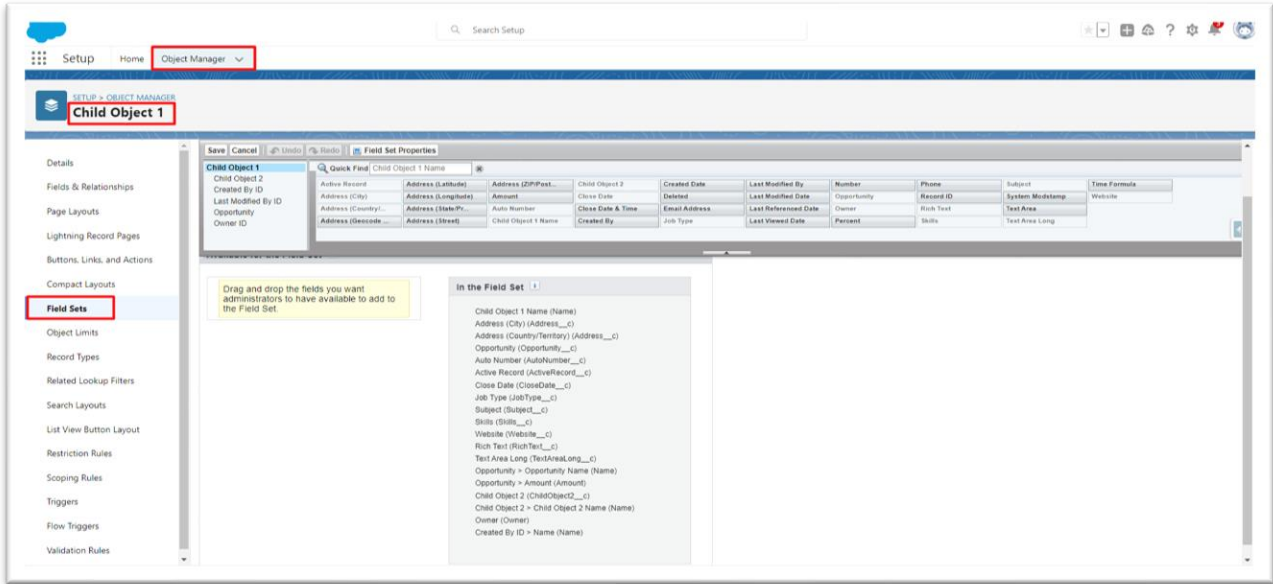 Search Setup
Setup Home Object Manager
SETUP > OBJECT MANAGER
Child Object 1
Details
Fields & Relationships
Page Layouts
Lightning Record Pages
Buttons, Links, and Actions
Compact Layouts
Field Sets
Object Limits
Record Types
Related Lookup Filters
Search Layouts
List View Button Layout
Restriction Rules
Scoping Rules
Triggers
Flow Triggers
Validation Rules
Save Cancel Undo Redo Field Set Properties
Child Object 1
Child Object 2
Created By ID
Last Modified By ID
Opportunity
Owner ID
Quick Find Child Object 1 Name
Active Record Address (Latitude) Address (ZIP/Post... Child Object 2 Created Date Last Modified By Number Phone Subject Time Formula
Address (City) Address (Longitude) Amount Close Date Deleted Last Modified Date Opportunity Record ID System Modstamp Website
Address (Country/... Address (State/Pr... Auto Number Close Date & Time Email Address Last Referenced Date Owner Rich Text Text Area
Address (Geocode ... Address (Street) Child Object 1 Name Created By Job Type Last Viewed Date Percent Skills Text Area Long
Drag and drop the fields you want
administrators to have available to add to
the Field Set.
In the Field Set
Child Object 1 Name (Name)
Address (City) (Address__c)
Address (Country/Territory) (Address__c)
Opportunity (Opportunity__c)
Auto Number (AutoNumber__c)
Active Record (ActiveRecord__c)
Close Date (CloseDate__c)
Job Type (JobType__c)
Subject (Subject__c)
Skills (Skills__c)
Website (Website__c)
Rich Text (RichText__c)
Text Area Long (TextAreaLong__c)
Opportunity > Opportunity Name (Name)
Opportunity > Amount (Amount)
Child Object 2 (ChildObject2__c)
Child Object 2 > Child Object 2 Name (Name)
Owner (Owner)
Created By ID > Name (Name)